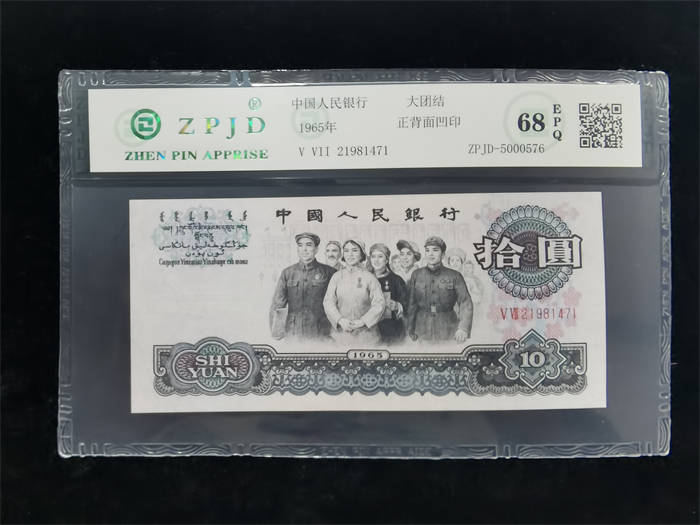 ® ZPJD
ZHEN PIN APPRISE
中国人民银行 大团结
1965年 正背面凹印
V VII 21981471
68 EPQ
ZPJD-5000576
中國人民銀行
拾圓
V VII 21981471
1965
SHI
YUAN
10